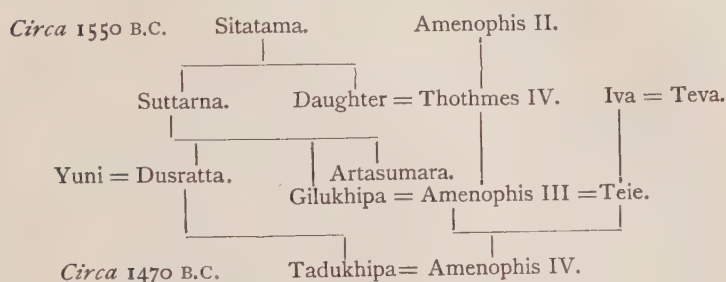 Circa 1550 B.C. Sitatama. Amenophis II.
Suttarna. Daughter = Thothmes IV. Iva = Teva.
Yuni = Dusratta. Artasumara.
Gilukhipa = Amenophis III = Teie.
Circa 1470 B.C. Tadukhipa= Amenophis IV.